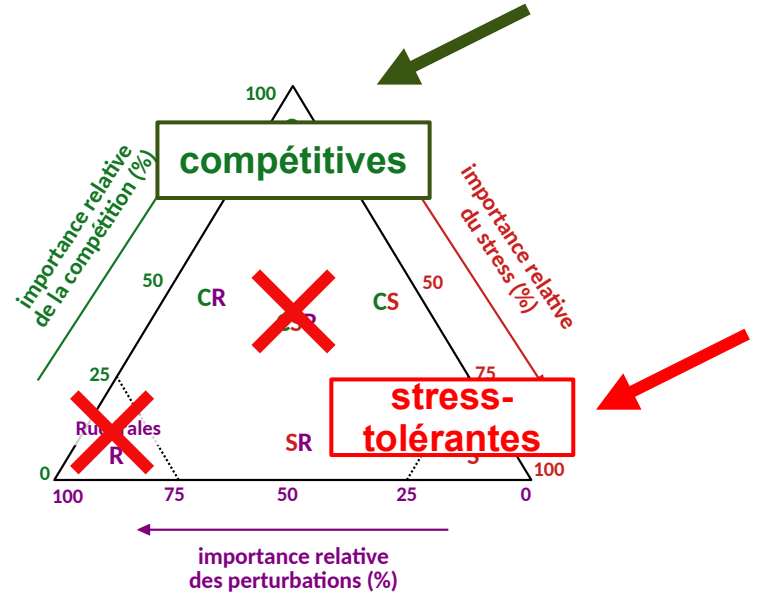 100
compétitives
importance relative
de la compétition (%)
importance relative
du stress (%)
50
50
CR
CS
25
75
stress-
tolérantes
R
SR
0
100
100
75
50
25
0
importance relative
des perturbations (%)